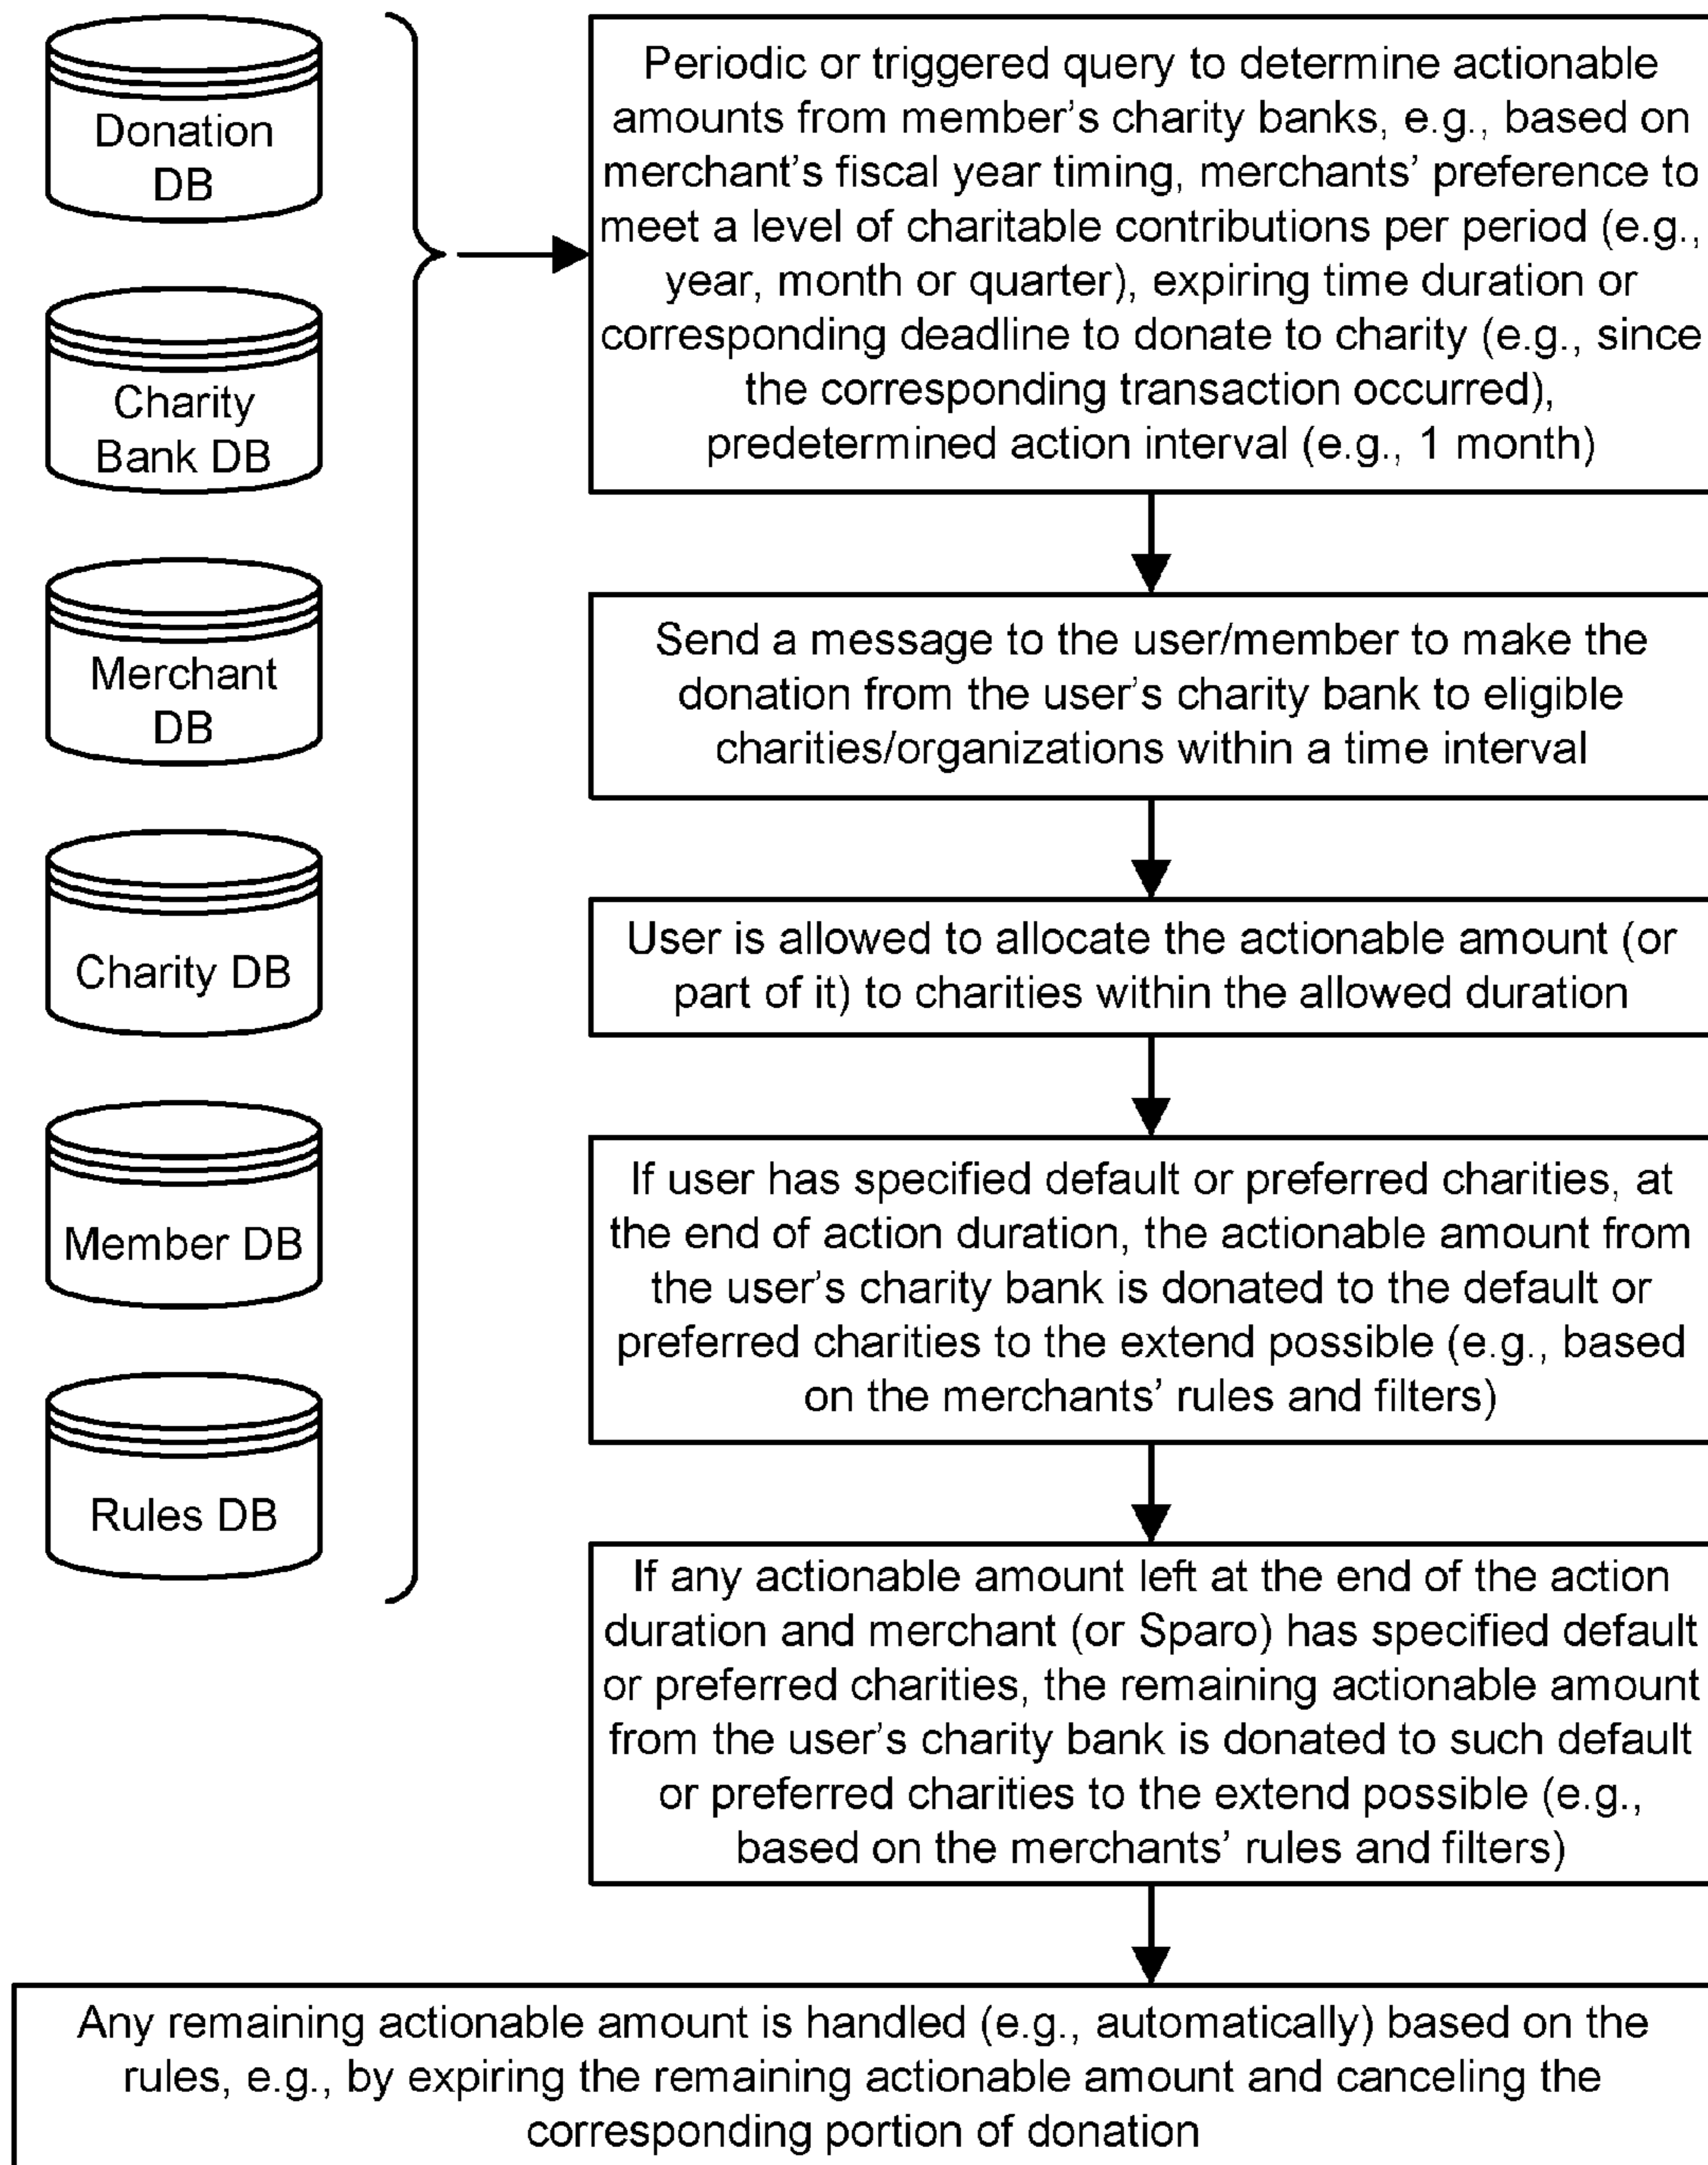 Donation
DB
Charity
Bank DB
Merchant
DB
Charity DB
Member DB
Rules DB
Periodic or triggered query to determine actionable
amounts from member's charity banks, e.g., based on
merchant's fiscal year timing, merchants' preference to
meet a level of charitable contributions per period (e.g.,
year, month or quarter), expiring time duration or
corresponding deadline to donate to charity (e.g., since
the corresponding transaction occurred),
predetermined action interval (e.g., 1 month)
Send a message to the user/member to make the
donation from the user's charity bank to eligible
charities/organizations within a time interval
User is allowed to allocate the actionable amount (or
part of it) to charities within the allowed duration
If user has specified default or preferred charities, at
the end of action duration, the actionable amount from
the user's charity bank is donated to the default or
preferred charities to the extend possible (e.g., based
on the merchants' rules and filters)
If any actionable amount left at the end of the action
duration and merchant (or Sparo) has specified default
or preferred charities, the remaining actionable amount
from the user's charity bank is donated to such default
or preferred charities to the extend possible (e.g.,
based on the merchants' rules and filters)
Any remaining actionable amount is handled (e.g., automatically) based on the
rules, e.g., by expiring the remaining actionable amount and canceling the
corresponding portion of donation